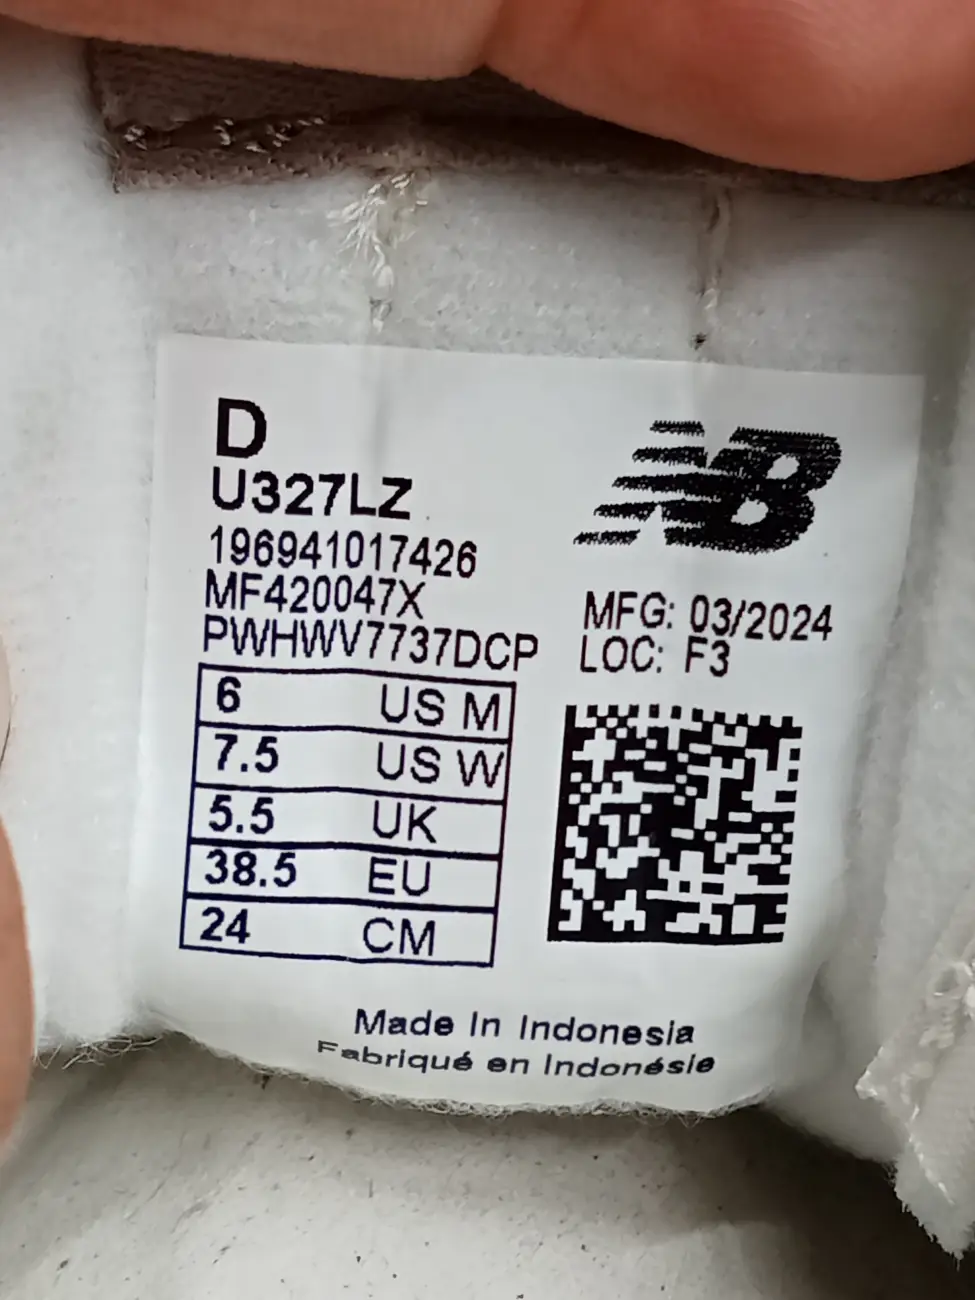 D
U327LZ
196941017426
MF420047X
PWHWV7737DCP
NB
MFG: 03/2024
LOC: F3
6 US M
7.5 US W
5.5 UK
38.5 EU
24 CM
Made In Indonesia
Fabriqué en Indonésie